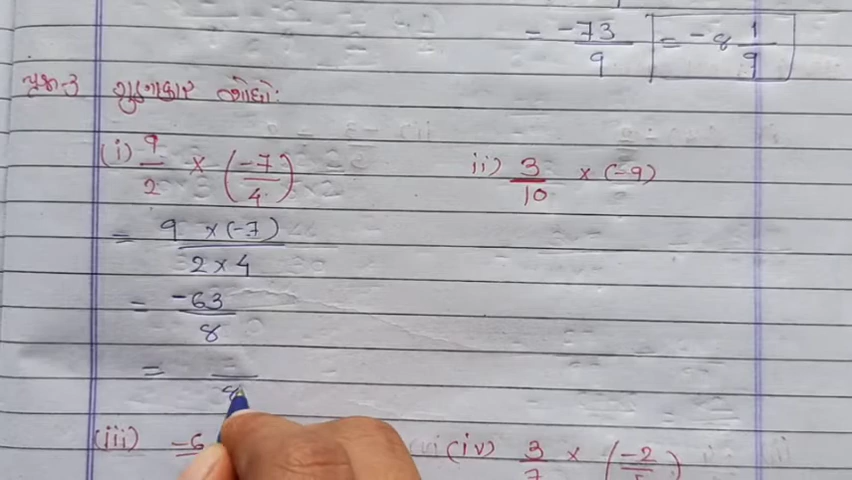 = -73/9 = -8 1/9
પ્રશ્ન-3 ગુણાકાર શોધો:
(i) 9/2 × (-7/4)
ii) 3/10 × (-9)
= 9 × (-7) / 2 × 4
= -63/8
= /8
(iii) -6
(iv) 3/7 × (-2/